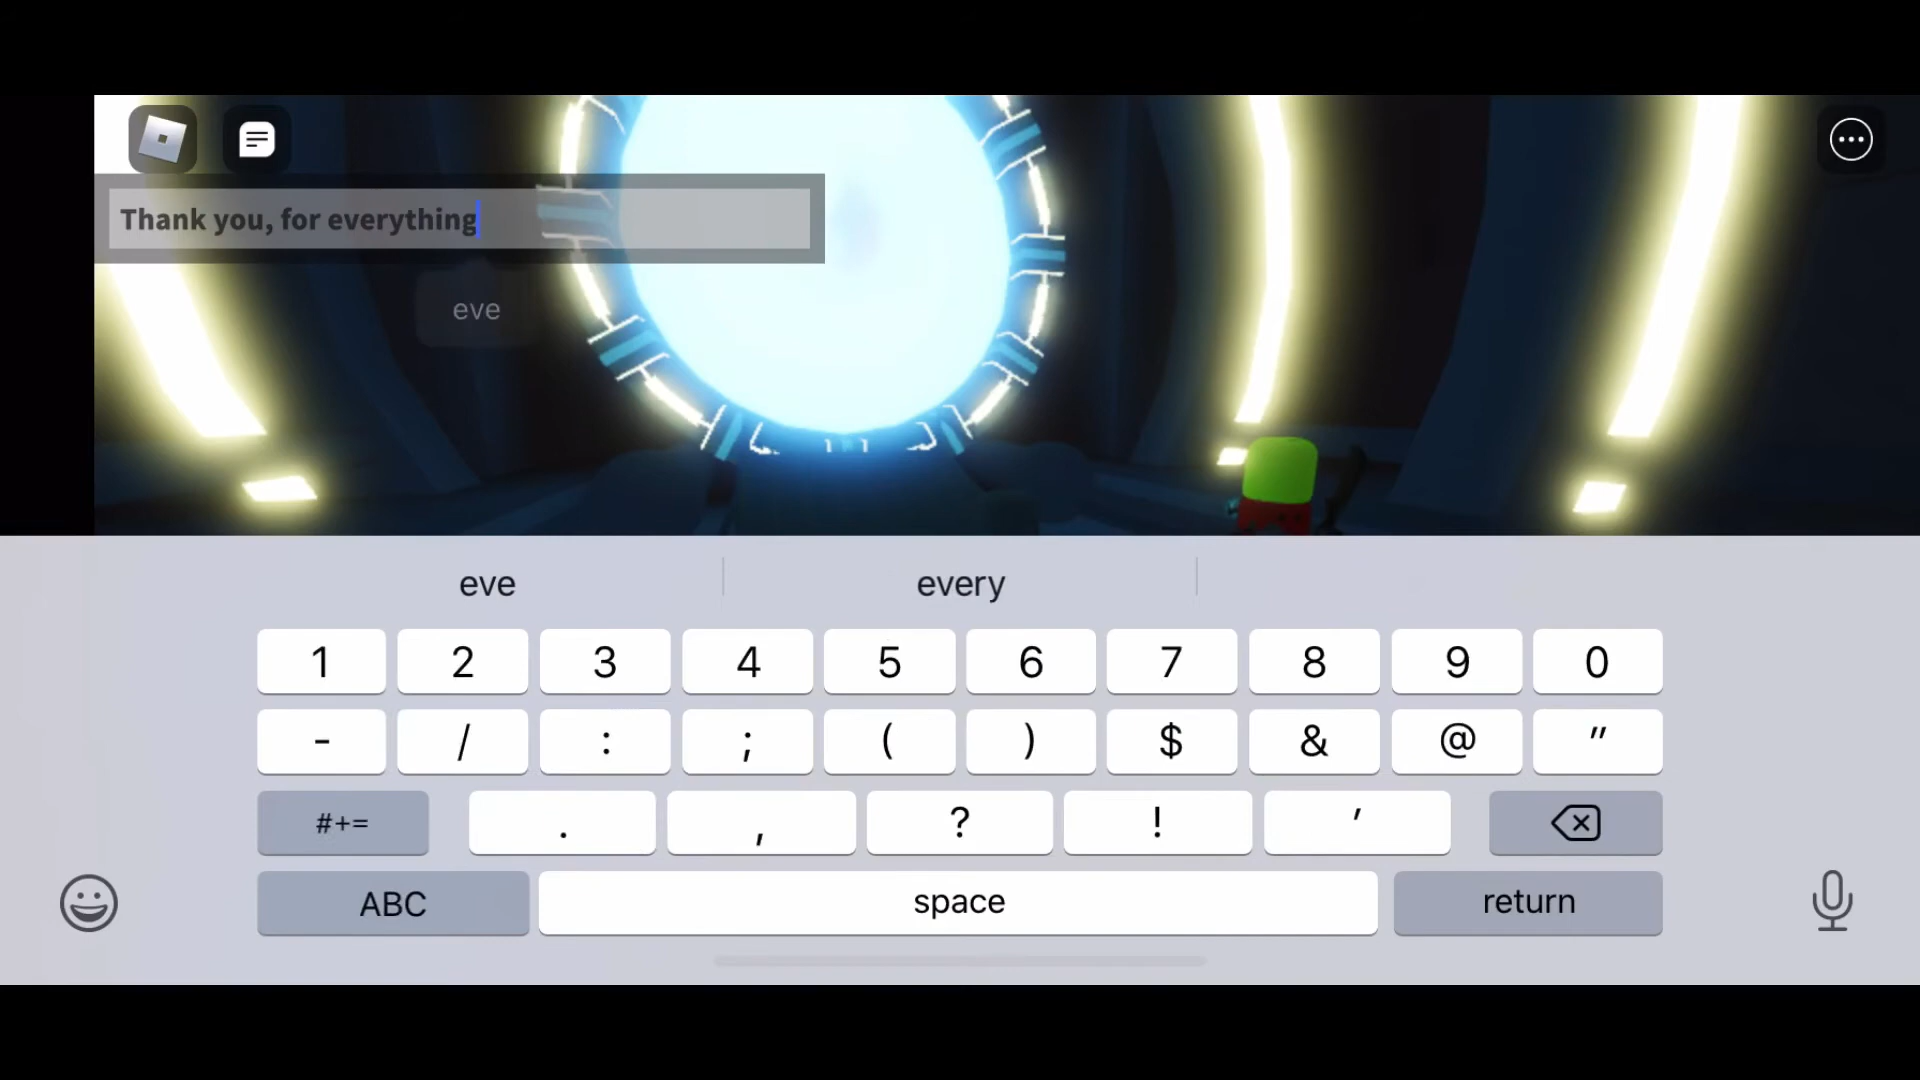 Thank you, for everything
eve
eve every
1 2 3 4 5 6 7 8 9 0
- / : ; ( ) $ & @ "
#+= . , ? ! '
ABC space return